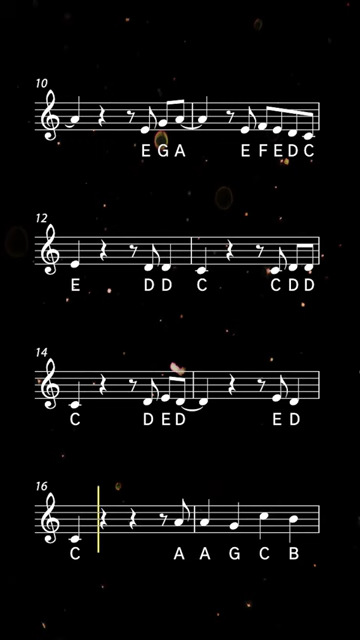 10
E G A E F E D C
12
E D D C C D D
14
C D E D E D
16
C A A G C B